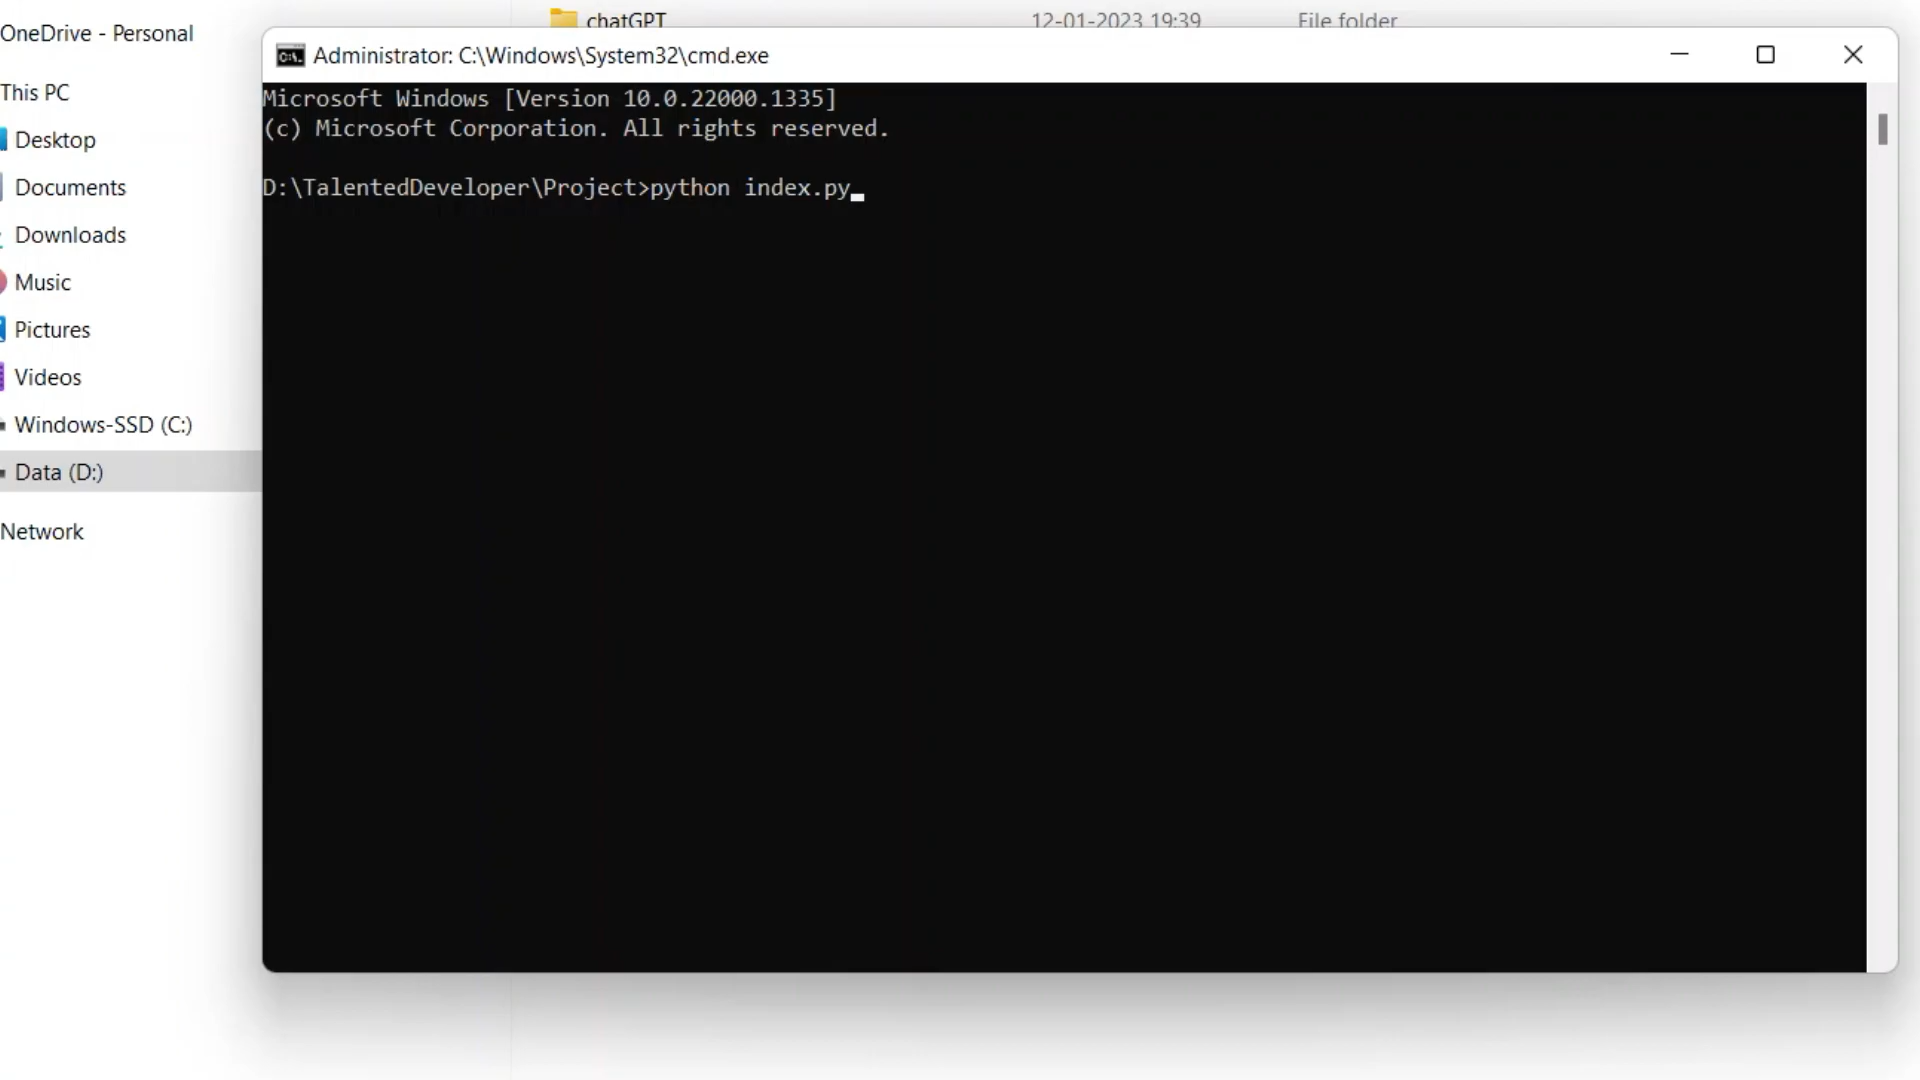 chatGPT 12-01-2023 19:39 File folder
OneDrive - Personal
This PC
Desktop
Documents
Downloads
Music
Pictures
Videos
Windows-SSD (C:)
Data (D:)
Network
Administrator: C:\Windows\System32\cmd.exe
Microsoft Windows [Version 10.0.22000.1335]
(c) Microsoft Corporation. All rights reserved.
D:\TalentedDeveloper\Project>python index.py